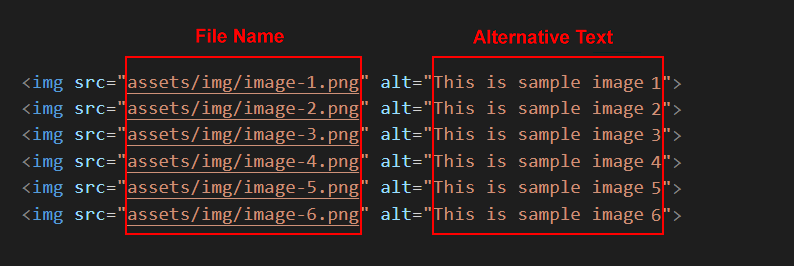 File Name
Alternative Text
<img src="assets/img/image-1.png" alt="This is sample image 1">
<img src="assets/img/image-2.png" alt="This is sample image 2">
<img src="assets/img/image-3.png" alt="This is sample image 3">
<img src="assets/img/image-4.png" alt="This is sample image 4">
<img src="assets/img/image-5.png" alt="This is sample image 5">
<img src="assets/img/image-6.png" alt="This is sample image 6">